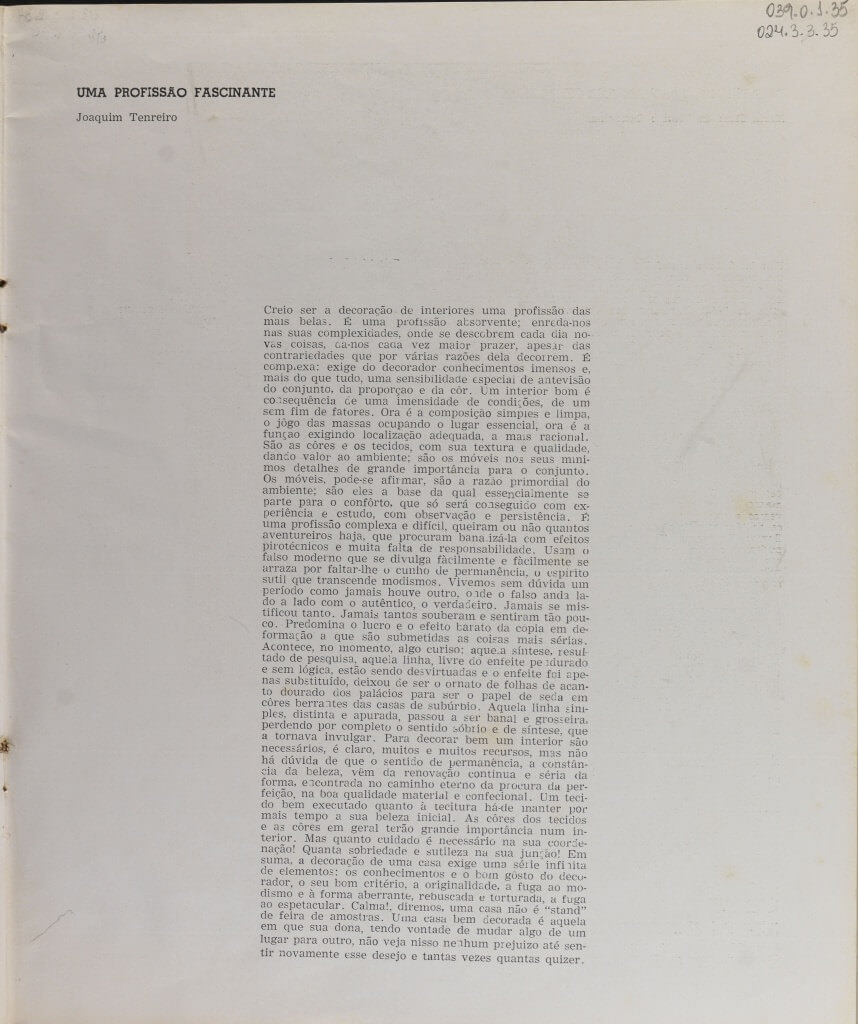 039.0.1.35
024.3.3.35
UMA PROFISSÃO FASCINANTE
Joaquim Tenreiro
Creio ser a decoração de interiores uma profissão das
mais belas. É uma profissão absorvente; enreda-nos
nas suas complexidades, onde se descobrem cada dia no-
vas coisas, dá-nos cada vez maior prazer, apesar das
contrariedades que por várias razões dela decorrem. É
complexa: exige do decorador conhecimentos imensos e,
mais do que tudo, uma sensibilidade especial de antevisão
do conjunto, da proporção e da côr. Um interior bom é
consequência de uma imensidade de condições, de um
sem fim de fatores. Ora é a composição simples e limpa,
o jôgo das massas ocupando o lugar essencial, ora é a
função exigindo localização adequada, a mais racional.
São as côres e os tecidos, com sua textura e qualidade,
dando valor ao ambiente; são os móveis nos seus míni-
mos detalhes de grande importância para o conjunto.
Os móveis, pode-se afirmar, são a razão primordial do
ambiente; são eles a base da qual essencialmente se
parte para o confôrto, que só será conseguido com ex-
periência e estudo, com observação e persistência. É
uma profissão complexa e difícil, queiram ou não quantos
aventureiros haja, que procuram banalizá-la com efeitos
pirotécnicos e muita falta de responsabilidade. Usam o
falso moderno que se divulga fàcilmente e fàcilmente se
arraza por faltar-lhe o cunho de permanência, o espírito
sutil que transcende modismos. Vivemos sem dúvida um
período como jamais houve outro, onde o falso anda la-
do a lado com o autêntico, o verdadeiro. Jamais se mis-
tificou tanto. Jamais tantos souberam e sentiram tão pou-
co. Predomina o lucro e o efeito barato da copia em de-
formação a que são submetidas as coisas mais sérias.
Acontece, no momento, algo curiso: aquela síntese, resul-
tado de pesquisa, aquela linha, livre do enfeite pendurado
e sem lógica, estão sendo desvirtuadas e o enfeite foi ape-
nas substituído, deixou de ser o ornato de folhas de acan-
to dourado dos palácios para ser o papel de seda em
côres berrantes das casas de subúrbio. Aquela linha sim-
ples, distinta e apurada, passou a ser banal e grosseira,
perdendo por completo o sentido sóbrio e de síntese, que
a tornava invulgar. Para decorar bem um interior são
necessários, é claro, muitos e muitos recursos, mas não
há dúvida de que o sentido de permanência, a constân-
cia da beleza, vêm da renovação continua e séria da
forma, encontrada no caminho eterno da procura da per-
feição, na boa qualidade material e confecional. Um teci-
do bem executado quanto à tecitura há-de manter por
mais tempo a sua beleza inicial. As côres dos tecidos
e as côres em geral terão grande importância num in-
terior. Mas quanto cuidado é necessário na sua coorde-
nação! Quanta sobriedade e sutileza na sua junção! Em
suma, a decoração de uma casa exige uma série infinita
de elementos: os conhecimentos e o bom gôsto do deco-
rador, o seu bom critério, a originalidade, a fuga ao mo-
dismo e à forma aberrante, rebuscada e torturada, a fuga
ao espetacular. Calma!, diremos, uma casa não é "stand"
de feira de amostras. Uma casa bem decorada é aquela
em que sua dona, tendo vontade de mudar algo de um
lugar para outro, não veja nisso nenhum prejuizo até sen-
tir novamente esse desejo e tantas vezes quantas quizer.